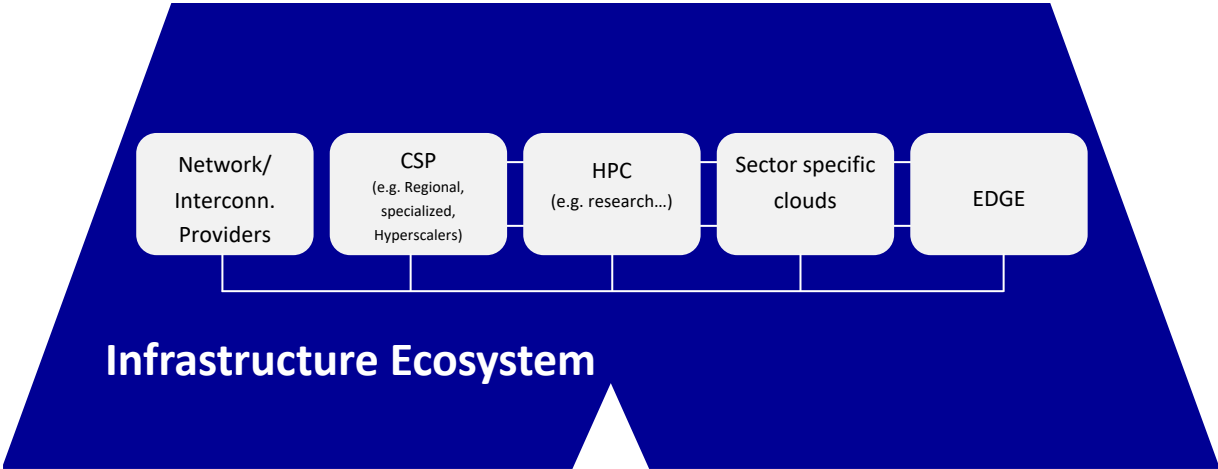 Network/
Interconn.
Providers
CSP
(e.g. Regional,
specialized,
Hyperscalers)
HPC
(e.g. research…)
Sector specific
clouds
EDGE
Infrastructure Ecosystem